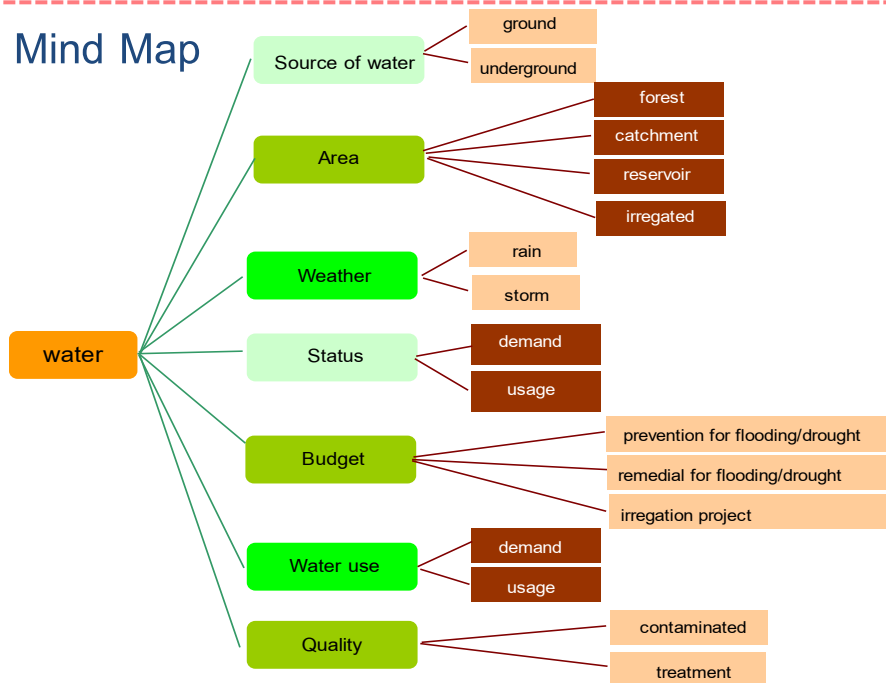 Mind Map
water
Source of water
ground
underground
Area
forest
catchment
reservoir
irregated
Weather
rain
storm
Status
demand
usage
Budget
prevention for flooding/drought
remedial for flooding/drought
irregation project
Water use
demand
usage
Quality
contaminated
treatment